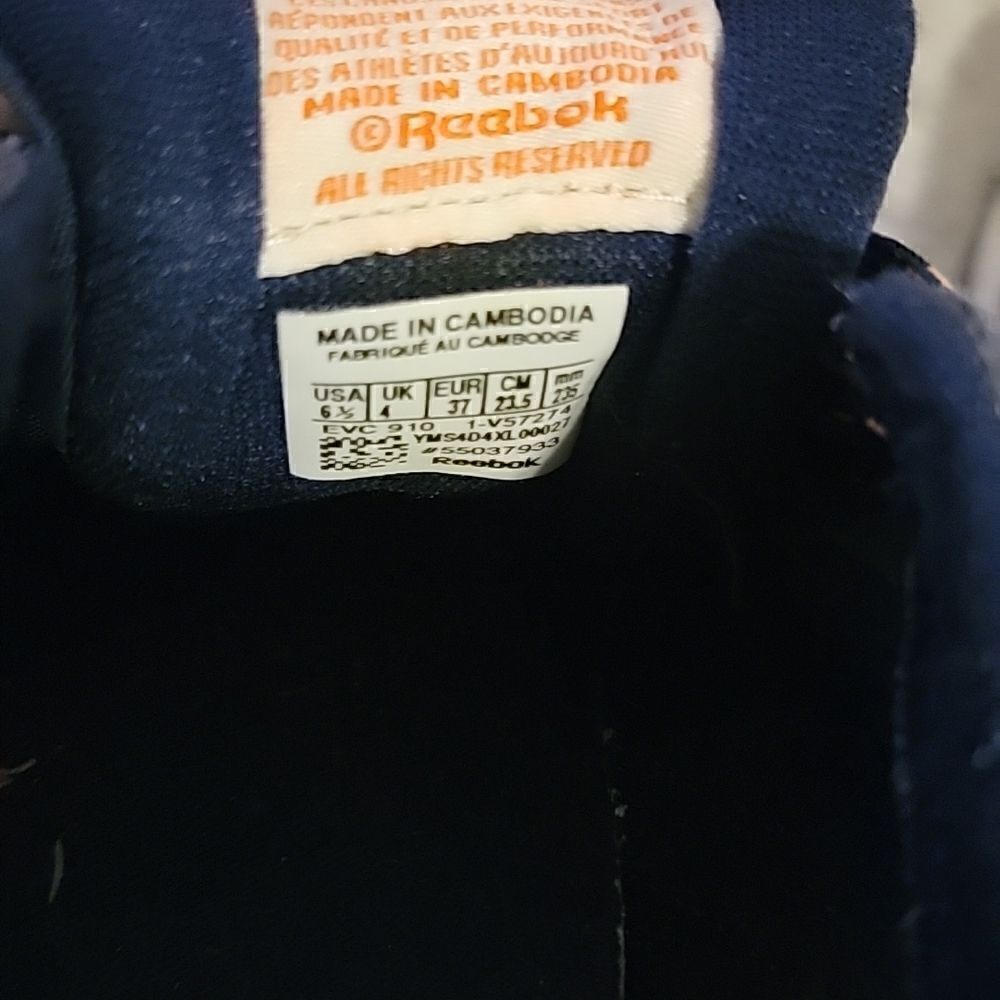 RÉPONDENT AUX EXIGENCES DE
QUALITÉ ET DE PERFORMANCE
DES ATHLÈTES D'AUJOURD'HUI
MADE IN CAMBODIA
©Reebok
ALL RIGHTS RESERVED
MADE IN CAMBODIA
FABRIQUÉ AU CAMBODGE
USA UK EUR CM mm
6 ½ 4 37 23.5 235
EVC 910 1-V57274
YMS4D4XL00027
#55037933
Reebok